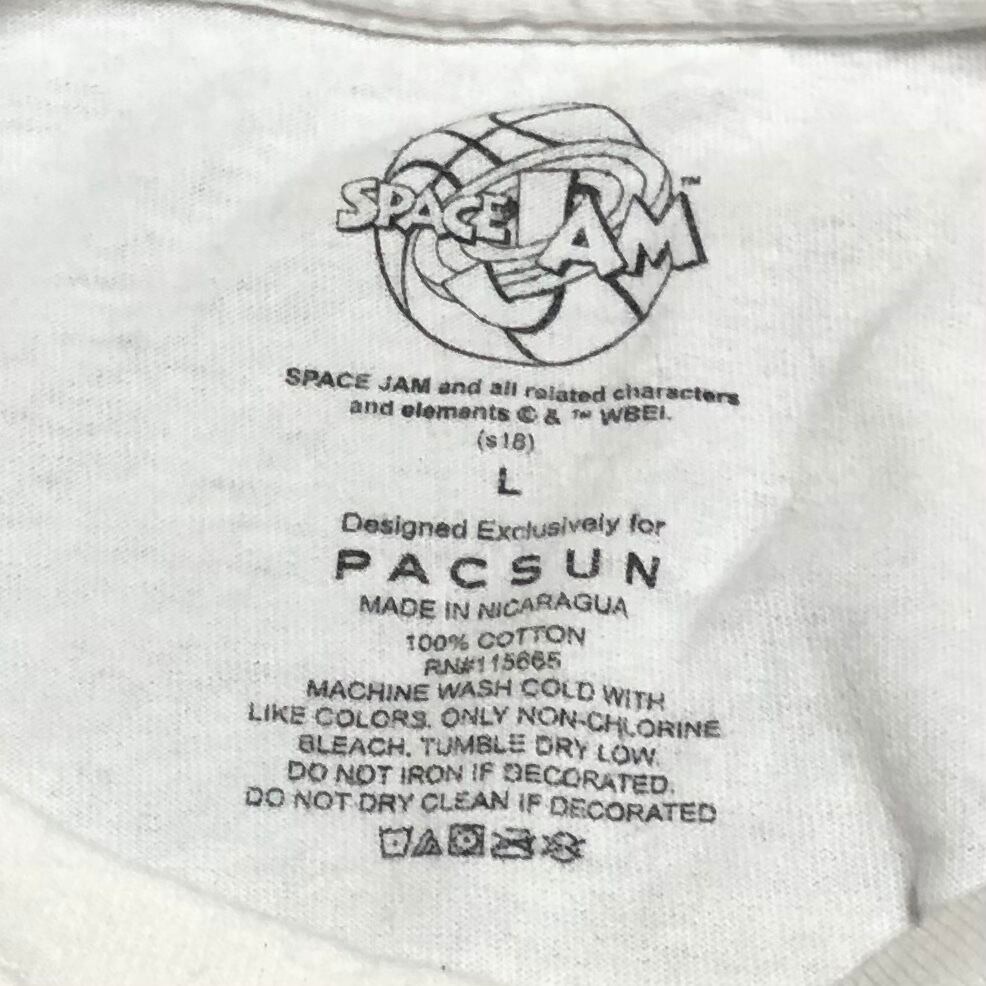 SPACE JAM™
SPACE JAM and all related characters
and elements © & ™ WBEI.
(s18)
L
Designed Exclusively for
PACSUN
MADE IN NICARAGUA
100% COTTON
RN#115665
MACHINE WASH COLD WITH
LIKE COLORS. ONLY NON-CHLORINE
BLEACH. TUMBLE DRY LOW.
DO NOT IRON IF DECORATED.
DO NOT DRY CLEAN IF DECORATED